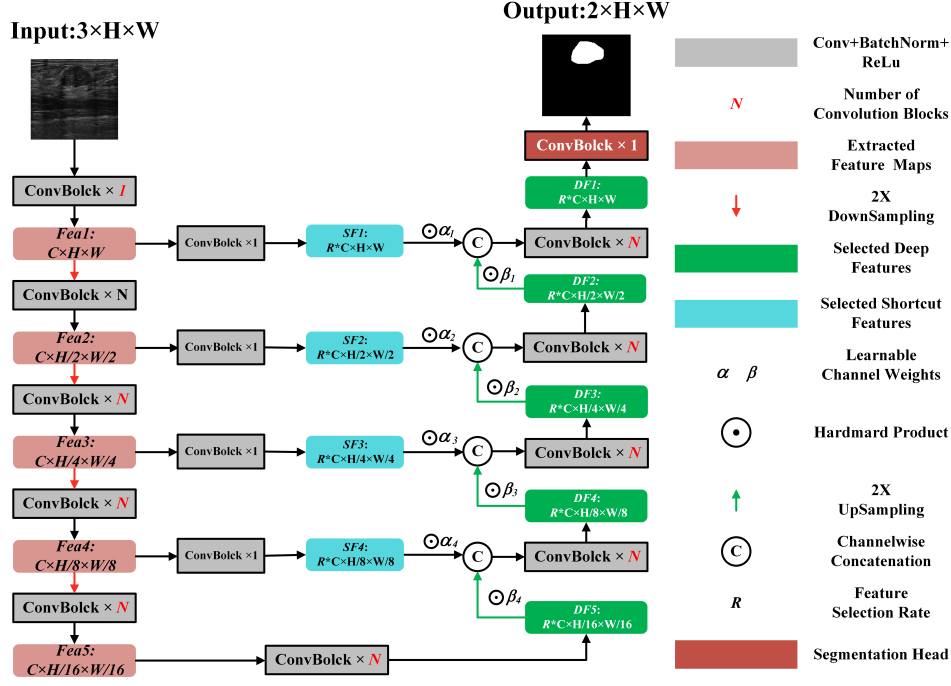 Input:3×H×W
Output:2×H×W
ConvBolck × 1
Fea1:
C×H×W
ConvBolck × N
Fea2:
C×H/2×W/2
ConvBolck × N
Fea3:
C×H/4×W/4
ConvBolck × N
Fea4:
C×H/8×W/8
ConvBolck × N
Fea5:
C×H/16×W/16
ConvBolck ×1
SF1:
R*C×H×W
⊙α1
C
ConvBolck × N
⊙β1
ConvBolck ×1
SF2:
R*C×H/2×W/2
⊙α2
C
ConvBolck × N
⊙β2
ConvBolck ×1
SF3:
R*C×H/4×W/4
⊙α3
C
ConvBolck × N
⊙β3
ConvBolck ×1
SF4:
R*C×H/8×W/8
⊙α4
C
ConvBolck × N
⊙β4
ConvBolck × N
ConvBolck × 1
DF1:
R*C×H×W
DF2:
R*C×H/2×W/2
DF3:
R*C×H/4×W/4
DF4:
R*C×H/8×W/8
DF5:
R*C×H/16×W/16
Conv+BatchNorm+
ReLu
N
Number of
Convolution Blocks
Extracted
Feature Maps
2X
DownSampling
Selected Deep
Features
Selected Shortcut
Features
α β
Learnable
Channel Weights
Hardmard Product
2X
UpSampling
C
Channelwise
Concatenation
R
Feature
Selection Rate
Segmentation Head